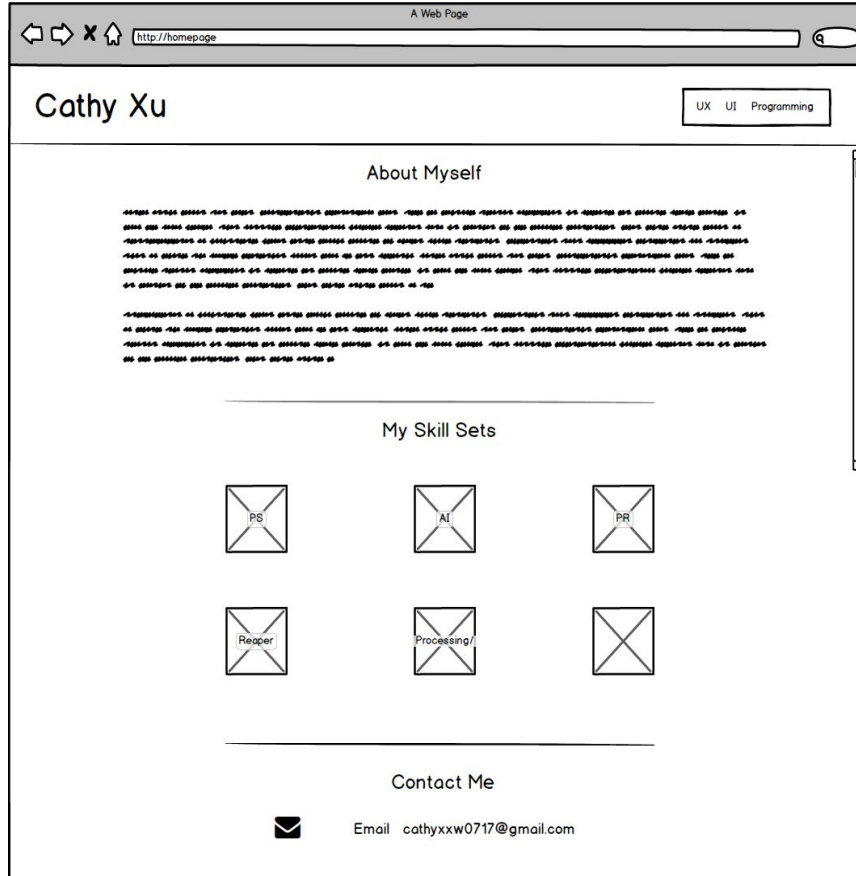 A Web Page
http://homepage
Cathy Xu
UX UI Programming
About Myself
My Skill Sets
PS AI PR
Reaper Processing/
Contact Me
Email cathyxxw0717@gmail.com